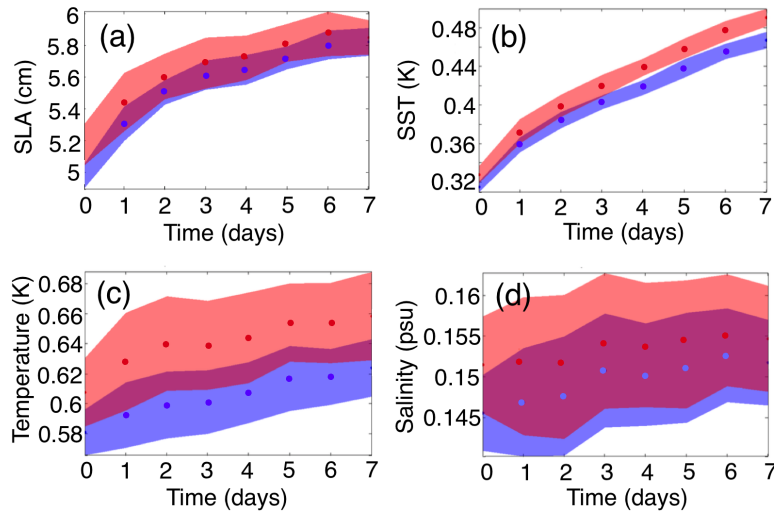 (a)
SLA (cm)
6
5.8
5.6
5.4
5.2
5
0 1 2 3 4 5 6 7
Time (days)
(b)
SST (K)
0.48
0.44
0.4
0.36
0.32
0 1 2 3 4 5 6 7
Time (days)
(c)
Temperature (K)
0.68
0.66
0.64
0.62
0.6
0.58
0 1 2 3 4 5 6 7
Time (days)
(d)
Salinity (psu)
0.16
0.155
0.15
0.145
0 1 2 3 4 5 6 7
Time (days)